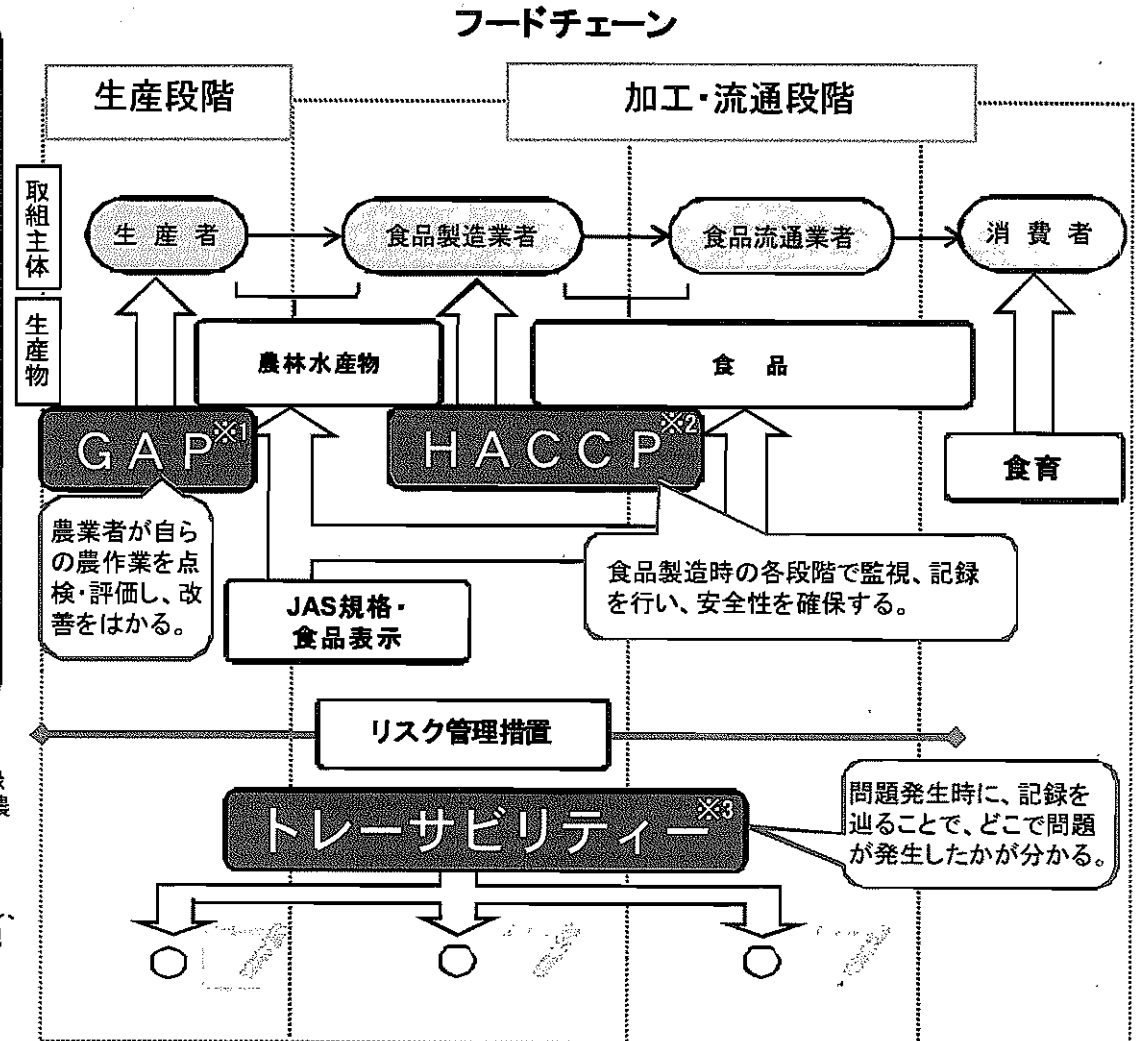 フードチェーン
生産段階
加工・流通段階
取組主体
生産者
食品製造業者
食品流通業者
消費者
生産物
農林水産物
食品
GAP※1
HACCP※2
食育
農業者が自ら
の農作業を点
検・評価し、改
善をはかる。
食品製造時の各段階で監視、記録
を行い、安全性を確保する。
JAS規格・
食品表示
リスク管理措置
トレーサビリティー※3
問題発生時に、記録を
辿ることで、どこで問題
が発生したかが分かる。